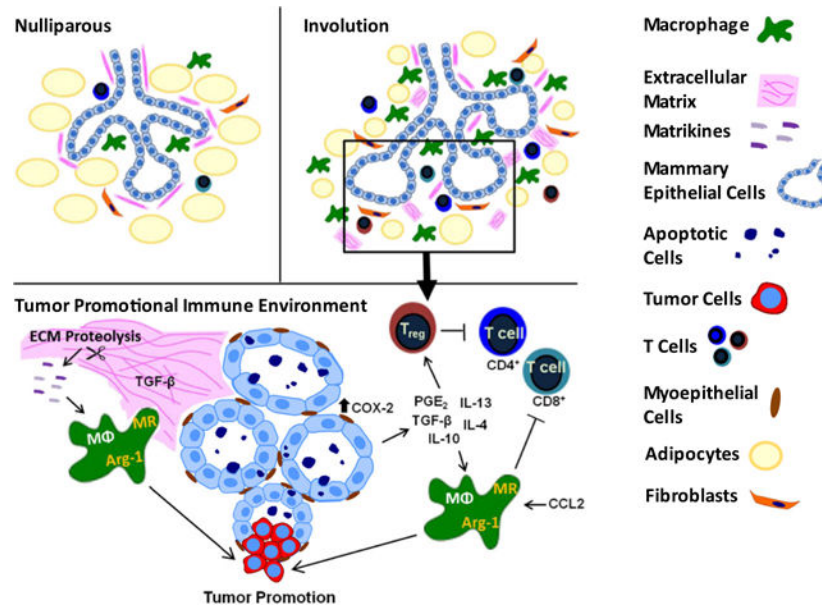 Nulliparous
Involution
Tumor Promotional Immune Environment
ECM Proteolysis
TGF-β
MΦ
MR
Arg-1
COX-2
Treg
T cell
CD4+
T cell
CD8+
PGE2
IL-13
TGF-β
IL-4
IL-10
MΦ
MR
Arg-1
CCL2
Tumor Promotion
Macrophage
Extracellular
Matrix
Matrikines
Mammary
Epithelial Cells
Apoptotic
Cells
Tumor Cells
T Cells
Myoepithelial
Cells
Adipocytes
Fibroblasts